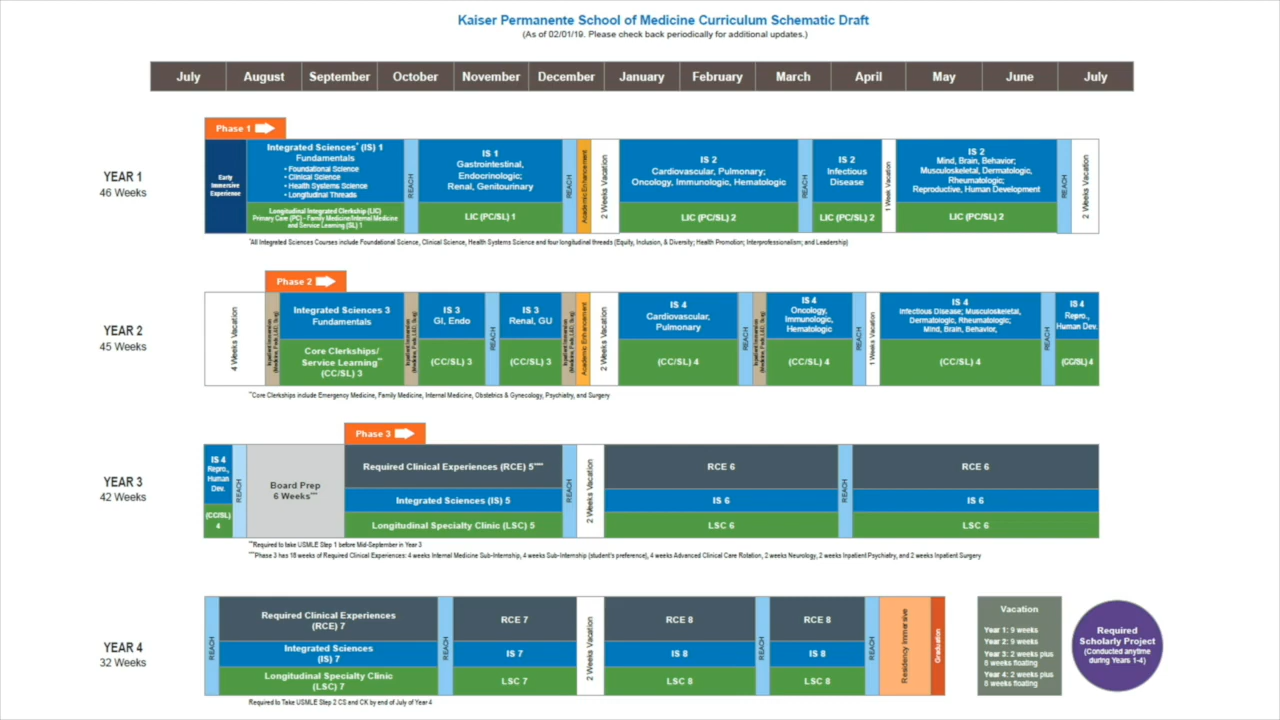 Kaiser Permanente School of Medicine Curriculum Schematic Draft
(As of 02/01/19. Please check back periodically for additional updates.)
July August September October November December January February March April May June July
Phase 1
YEAR 1
46 Weeks
Early
Immersive
Experience
Integrated Sciences* (IS) 1
Fundamentals
• Foundational Science
• Clinical Science
• Health Systems Science
• Longitudinal Threads
Longitudinal Integrated Clerkship (LIC)
Primary Care (PC) - Family Medicine/Internal Medicine
and Service Learning (SL) 1
REACH
IS 1
Gastrointestinal,
Endocrinologic;
Renal, Genitourinary
LIC (PC/SL) 1
REACH
Academic Enhancement
2 Weeks Vacation
IS 2
Cardiovascular, Pulmonary;
Oncology, Immunologic, Hematologic
LIC (PC/SL) 2
REACH
IS 2
Infectious
Disease
LIC (PC/SL) 2
1 Week Vacation
IS 2
Mind, Brain, Behavior;
Musculoskeletal, Dermatologic,
Rheumatologic;
Reproductive, Human Development
LIC (PC/SL) 2
REACH
2 Weeks Vacation
*All Integrated Sciences Courses include Foundational Science, Clinical Science, Health Systems Science and four longitudinal threads (Equity, Inclusion, & Diversity; Health Promotion; Interprofessionalism; and Leadership)
Phase 2
YEAR 2
45 Weeks
4 Weeks Vacation
Integrated Sciences 3
Fundamentals
Core Clerkships/
Service Learning**
(CC/SL) 3
IS 3
GI, Endo
(CC/SL) 3
REACH
IS 3
Renal, GU
(CC/SL) 3
Academic Enhancement
2 Weeks Vacation
IS 4
Cardiovascular,
Pulmonary
(CC/SL) 4
REACH
IS 4
Oncology,
Immunologic,
Hematologic
(CC/SL) 4
REACH
1 Week Vacation
IS 4
Infectious Disease; Musculoskeletal,
Dermatologic, Rheumatologic;
Mind, Brain, Behavior,
(CC/SL) 4
REACH
IS 4
Repro.,
Human Dev.
(CC/SL) 4
**Core Clerkships include Emergency Medicine, Family Medicine, Internal Medicine, Obstetrics & Gynecology, Psychiatry, and Surgery
Phase 3
YEAR 3
42 Weeks
IS 4
Repro.,
Human
Dev.
(CC/SL)
4
REACH
Board Prep
6 Weeks***
Required Clinical Experiences (RCE) 5****
Integrated Sciences (IS) 5
Longitudinal Specialty Clinic (LSC) 5
REACH
2 Weeks Vacation
RCE 6
IS 6
LSC 6
REACH
RCE 6
IS 6
LSC 6
***Required to take USMLE Step 1 before Mid-September in Year 3
****Phase 3 has 18 weeks of Required Clinical Experiences: 4 weeks Internal Medicine Sub-Internship, 4 weeks Sub-Internship (student's preference), 4 weeks Advanced Clinical Care Rotation, 2 weeks Neurology, 2 weeks Inpatient Psychiatry, and 2 weeks Inpatient Surgery
YEAR 4
32 Weeks
REACH
Required Clinical Experiences
(RCE) 7
Integrated Sciences
(IS) 7
Longitudinal Specialty Clinic
(LSC) 7
REACH
RCE 7
IS 7
LSC 7
2 Weeks Vacation
RCE 8
IS 8
LSC 8
REACH
RCE 8
IS 8
LSC 8
REACH
Residency Immersive
Graduation
Vacation
Year 1: 5 weeks
Year 2: 9 weeks
Year 3: 2 weeks plus
6 weeks floating
Year 4: 2 weeks plus
6 weeks floating
Required
Scholarly Project
(Conducted anytime
during Years 1-4)
Required to Take USMLE Step 2 CS and CK by end of July of Year 4